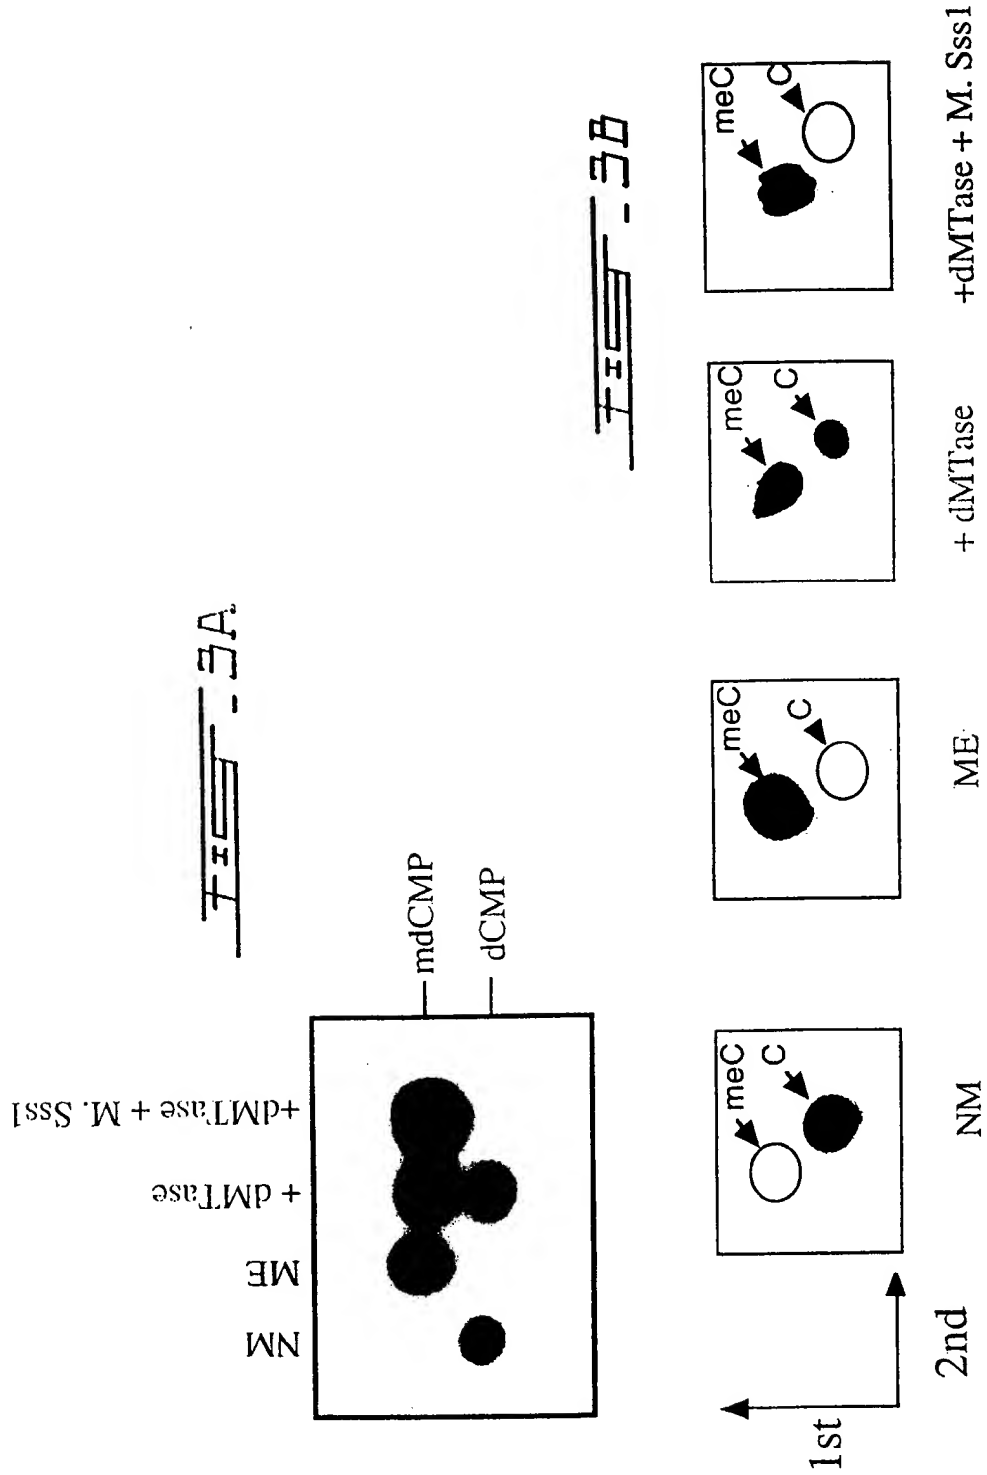 FIG-3A
NM
ME
+ dMTase
+dMTase + M. Sss1
mdCMP
dCMP
FIG-3B
1st
2nd
meC
C
NM
meC
C
ME
meC
C
+ dMTase
meC
C
+dMTase + M. Sss1